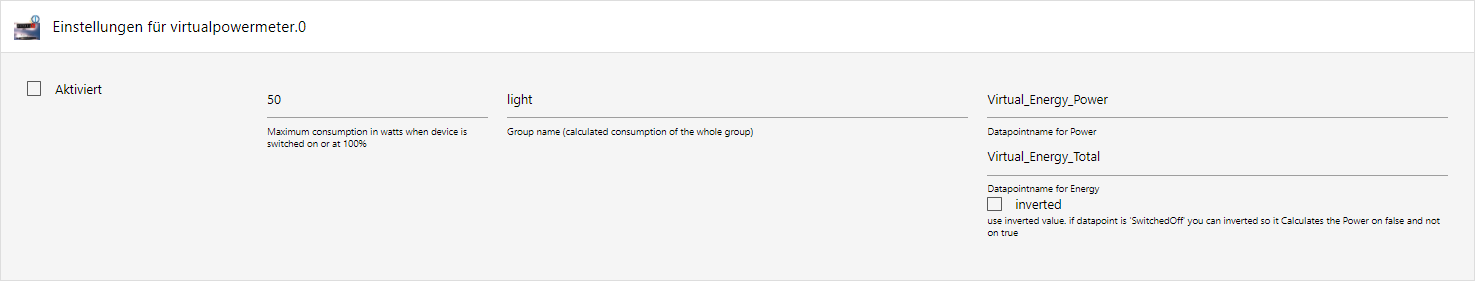 Einstellungen für virtualpowermeter.0
Aktiviert
50
Maximum consumption in watts when device is
switched on or at 100%
light
Group name (calculated consumption of the whole group)
Virtual_Energy_Power
Datapointname for Power
Virtual_Energy_Total
Datapointname for Energy
inverted
use inverted value. if datapoint is 'SwitchedOff' you can inverted so it Calculates the Power on false and not
on true